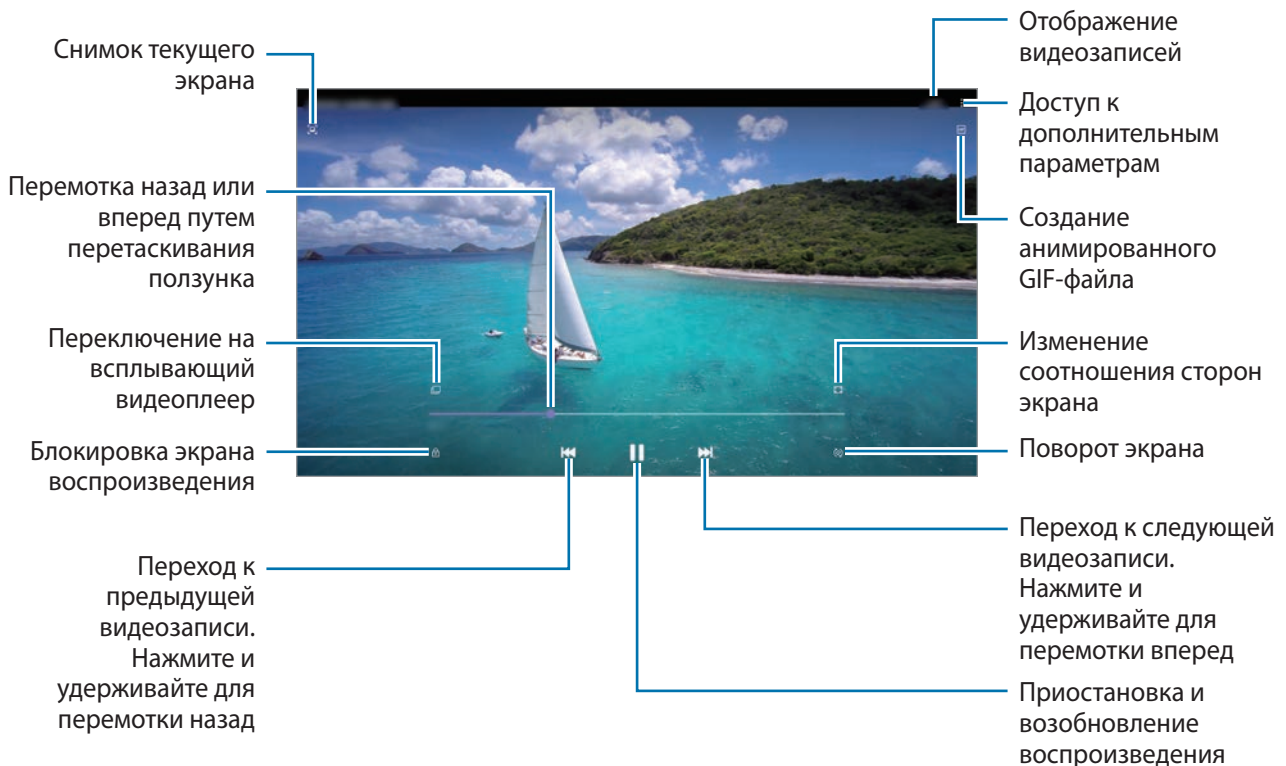 Снимок текущего
экрана
Перемотка назад или
вперед путем
перетаскивания
ползунка
Переключение на
всплывающий
видеоплеер
Блокировка экрана
воспроизведения
Переход к
предыдущей
видеозаписи.
Нажмите и
удерживайте для
перемотки назад
Отображение
видеозаписей
Доступ к
дополнительным
параметрам
Создание
анимированного
GIF-файла
Изменение
соотношения сторон
экрана
Поворот экрана
Переход к следующей
видеозаписи.
Нажмите и
удерживайте для
перемотки вперед
Приостановка и
возобновление
воспроизведения